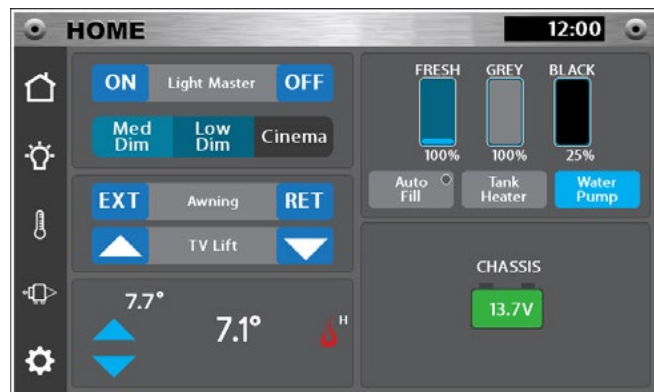 HOME
12:00
ON Light Master OFF
Med Dim
Low Dim
Cinema
EXT Awning RET
TV Lift
7.7°
7.1°
H
FRESH GREY BLACK
100% 100% 25%
Auto Fill
Tank Heater
Water Pump
CHASSIS
13.7V